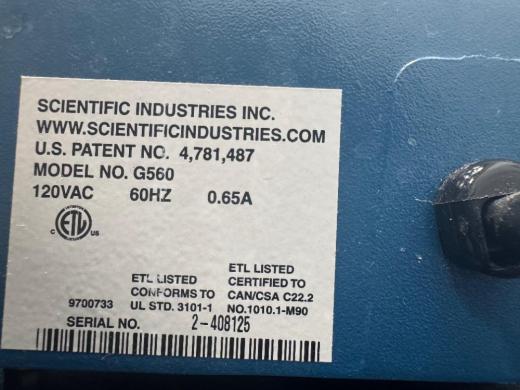 SCIENTIFIC INDUSTRIES INC.
WWW.SCIENTIFICINDUSTRIES.COM
U.S. PATENT NO. 4,781,487
MODEL NO. G560
120VAC 60HZ 0.65A
C ETL US
ETL LISTED
CONFORMS TO
UL STD. 3101-1
ETL LISTED
CERTIFIED TO
CAN/CSA C22.2
NO.1010.1-M90
9700733
SERIAL NO. 2-408125